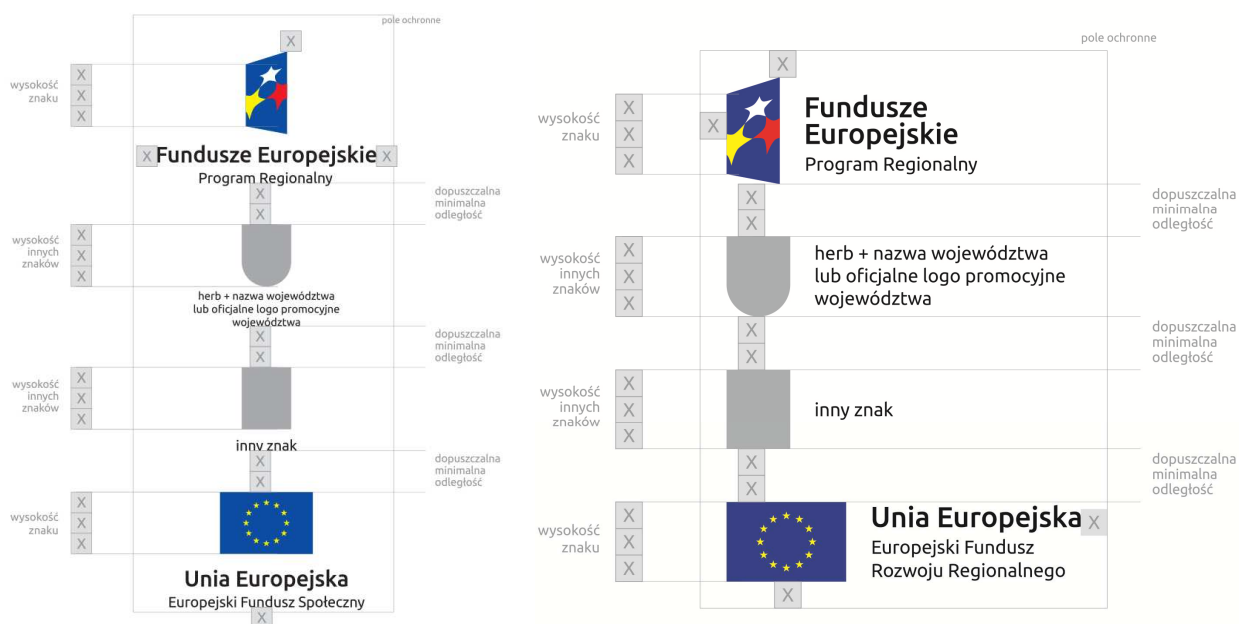 pole ochronne
X
wysokość
znaku
X
X
X
X Fundusze Europejskie X
Program Regionalny
X
X
dopuszczalna
minimalna
odległość
wysokość
innych
znaków
X
X
X
herb + nazwa województwa
lub oficjalne logo promocyjne
województwa
X
X
dopuszczalna
minimalna
odległość
wysokość
innych
znaków
X
X
X
inny znak
X
X
dopuszczalna
minimalna
odległość
wysokość
znaku
X
X
X
Unia Europejska
Europejski Fundusz Społeczny
X
pole ochronne
X
wysokość
znaku
X
X
X
X
Fundusze
Europejskie
Program Regionalny
X
X
dopuszczalna
minimalna
odległość
wysokość
innych
znaków
X
X
X
herb + nazwa województwa
lub oficjalne logo promocyjne
województwa
X
X
dopuszczalna
minimalna
odległość
wysokość
innych
znaków
X
X
X
inny znak
X
X
dopuszczalna
minimalna
odległość
wysokość
znaku
X
X
X
Unia Europejska X
Europejski Fundusz
Rozwoju Regionalnego
X